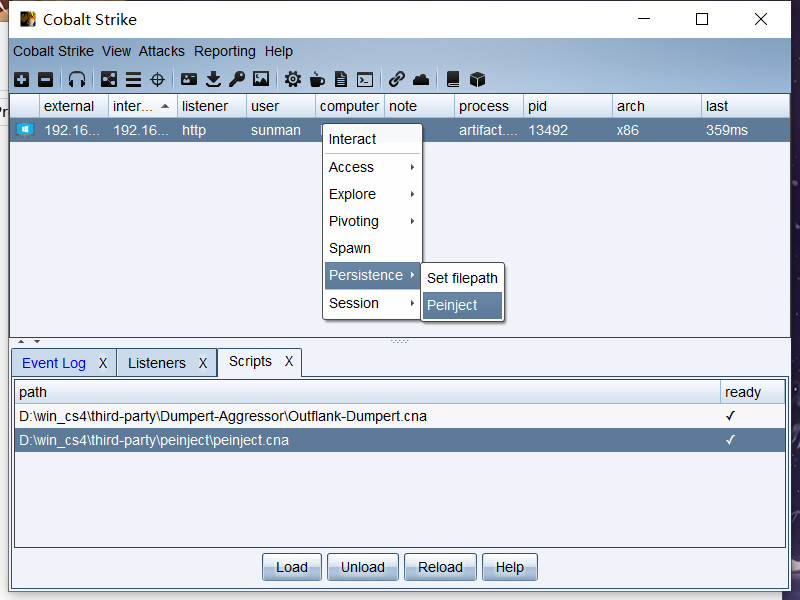 Cobalt Strike
Cobalt Strike View Attacks Reporting Help
external inter... listener user computer note process pid arch last
192.16... 192.16... http sunman artifact.... 13492 x86 359ms
Interact
Access
Explore
Pivoting
Spawn
Persistence
Set filepath
Peinject
Session
Event Log X Listeners X Scripts X
path ready
D:\win_cs4\third-party\Dumpert-Aggressor\Outflank-Dumpert.cna ✓
D:\win_cs4\third-party\peinject\peinject.cna ✓
Load Unload Reload Help